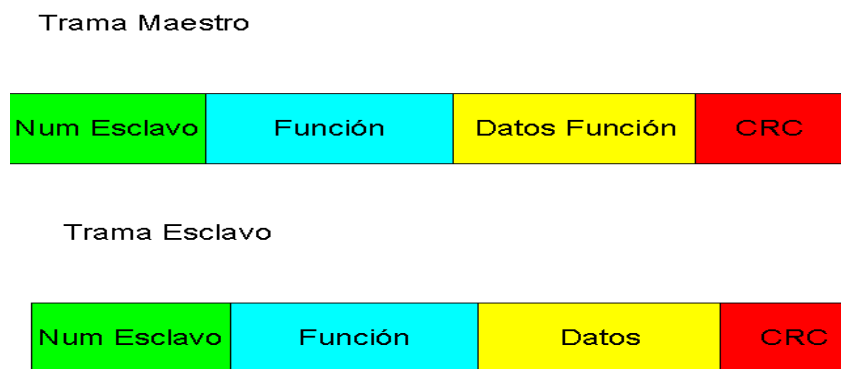 Trama Maestro
Num Esclavo Función Datos Función CRC
Trama Esclavo
Num Esclavo Función Datos CRC